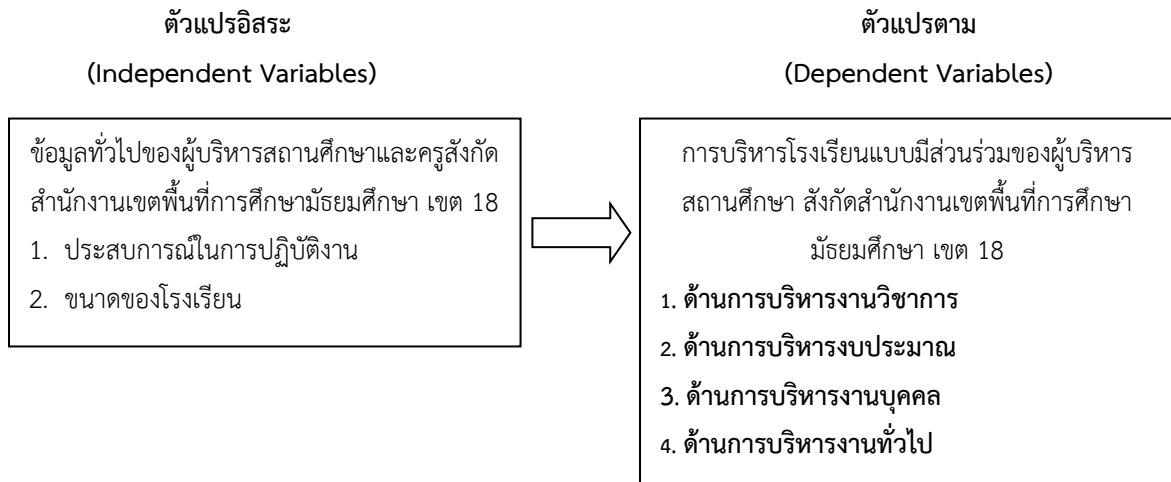 ตัวแปรอิสระ
(Independent Variables)
ข้อมูลทั่วไปของผู้บริหารสถานศึกษาและครูสังกัด
สำนักงานเขตพื้นที่การศึกษามัธยมศึกษา เขต 18
1. ประสบการณ์ในการปฏิบัติงาน
2. ขนาดของโรงเรียน
ตัวแปรตาม
(Dependent Variables)
การบริหารโรงเรียนแบบมีส่วนร่วมของผู้บริหาร
สถานศึกษา สังกัดสำนักงานเขตพื้นที่การศึกษา
มัธยมศึกษา เขต 18
1. ด้านการบริหารงานวิชาการ
2. ด้านการบริหารงบประมาณ
3. ด้านการบริหารงานบุคคล
4. ด้านการบริหารงานทั่วไป